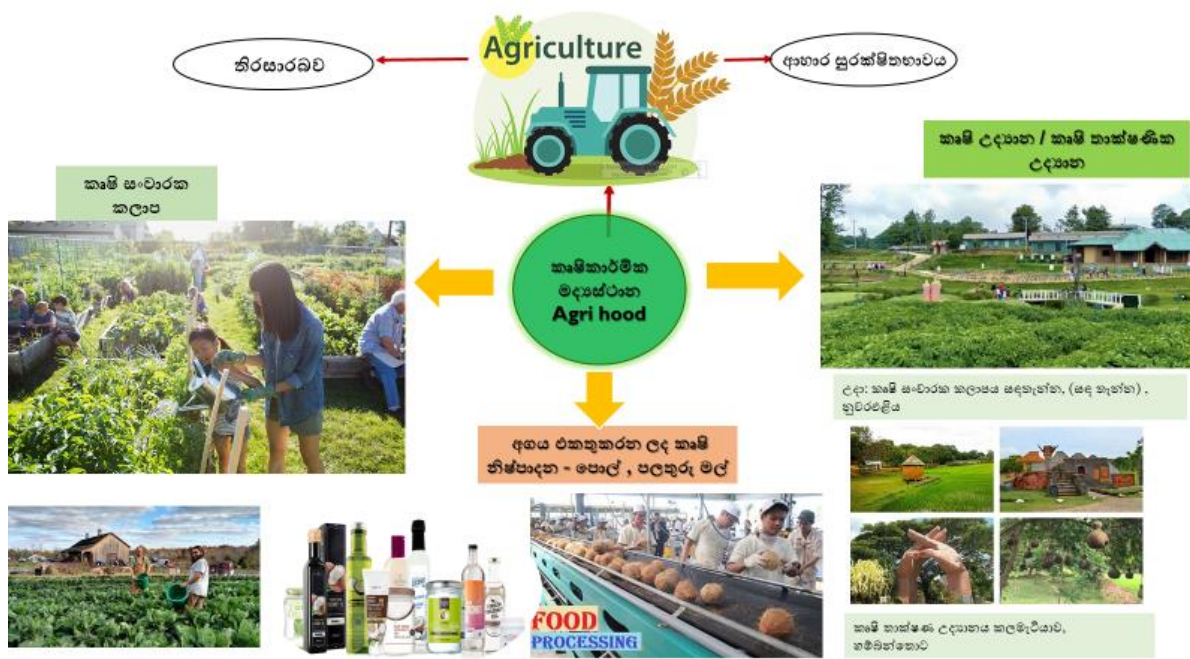 Agriculture
තිරසාරබව
ආහාර සුරක්ෂිතභාවය
කෘෂි උද්‍යාන / කෘෂි තාක්ෂණික
උද්‍යාන
කෘෂි සංචාරක
කලාප
කෘෂිකාර්මික
මද්‍යස්ථාන
Agri hood
උදා: කෘෂි සංචාරක කලාපය සඳතැන්න, (සඳ තැන්න) ,
නුවරඑළිය
අගය එකතුකරන ලද කෘෂි
නිෂ්පාදන - පොල් , පලතුරු මල්
FOOD
PROCESSING
කෘෂි තාක්ෂණ උද්‍යානය කලමැටියාව,
හම්බන්තොට